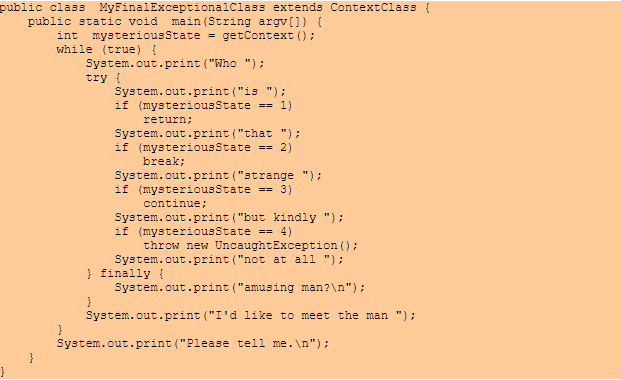 public class  MyFinalExceptionalClass extends ContextClass {
    public static void  main(String argv[]) {
        int  mysteriousState = getContext();
        while (true) {
            System.out.print("Who ");
            try {
                System.out.print("is ");
                if (mysteriousState == 1)
                    return;
                System.out.print("that ");
                if (mysteriousState == 2)
                    break;
                System.out.print("strange ");
                if (mysteriousState == 3)
                    continue;
                System.out.print("but kindly ");
                if (mysteriousState == 4)
                    throw new UncaughtException();
                System.out.print("not at all ");
            } finally {
                System.out.print("amusing man?\n");
            }
            System.out.print("I'd like to meet the man ");
        }
        System.out.print("Please tell me.\n");
    }
}